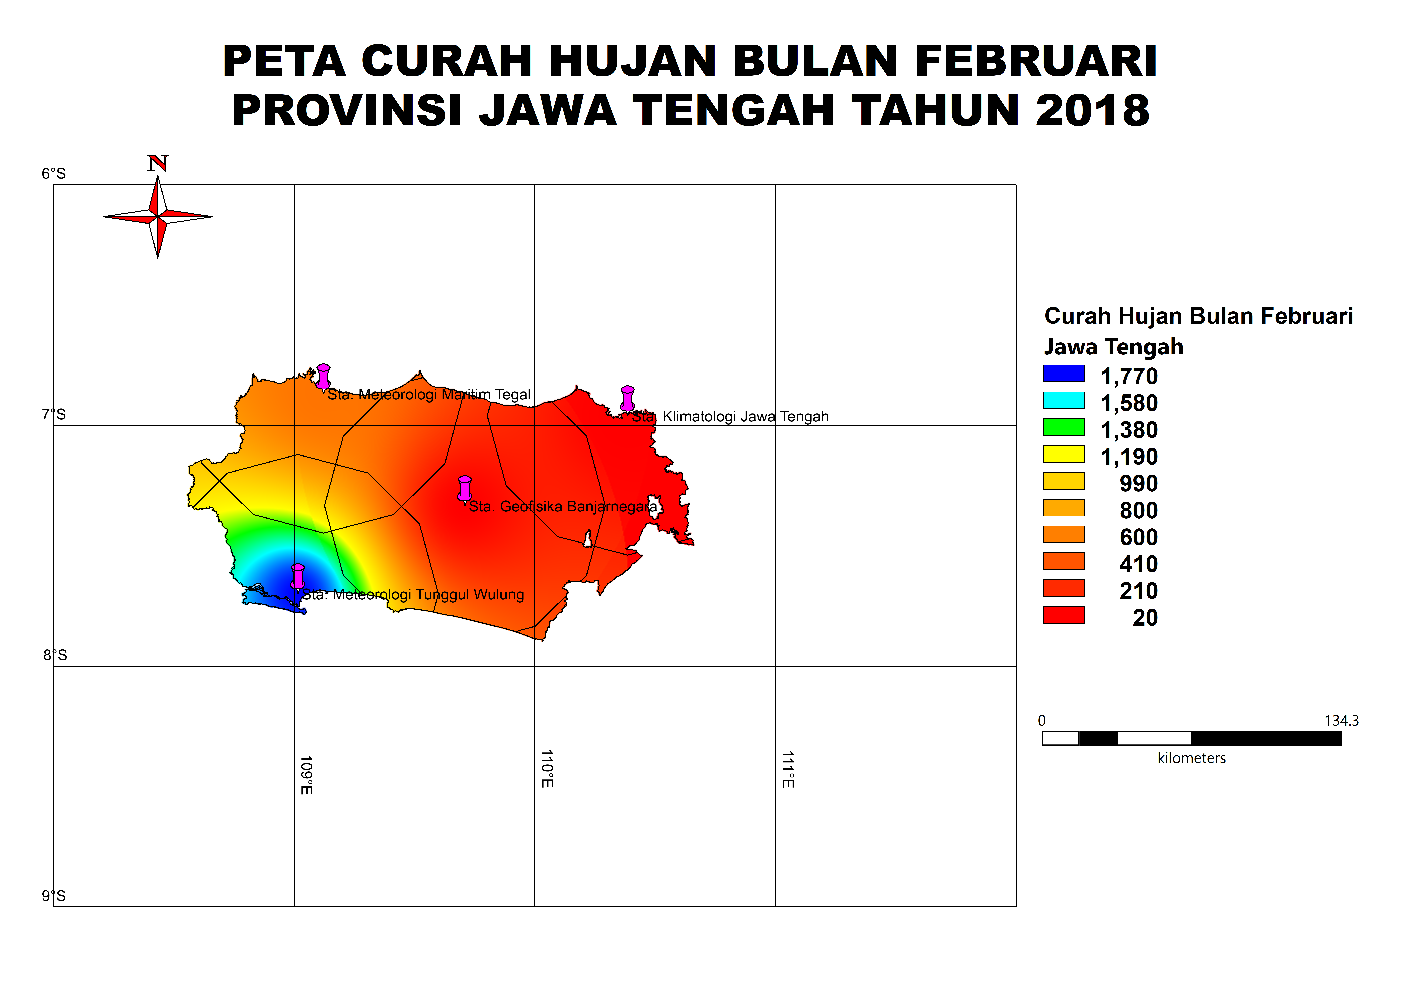 PETA CURAH HUJAN BULAN FEBRUARI
PROVINSI JAWA TENGAH TAHUN 2018
N
6°S
7°S
8°S
9°S
109°E
110°E
111°E
Sta. Meteorologi Maritim Tegal
Sta. Klimatologi Jawa Tengah
Sta. Geofisika Banjarnegara
Sta. Meteorologi Tunggul Wulung
Curah Hujan Bulan Februari
Jawa Tengah
1,770
1,580
1,380
1,190
990
800
600
410
210
20
0 134.3
kilometers